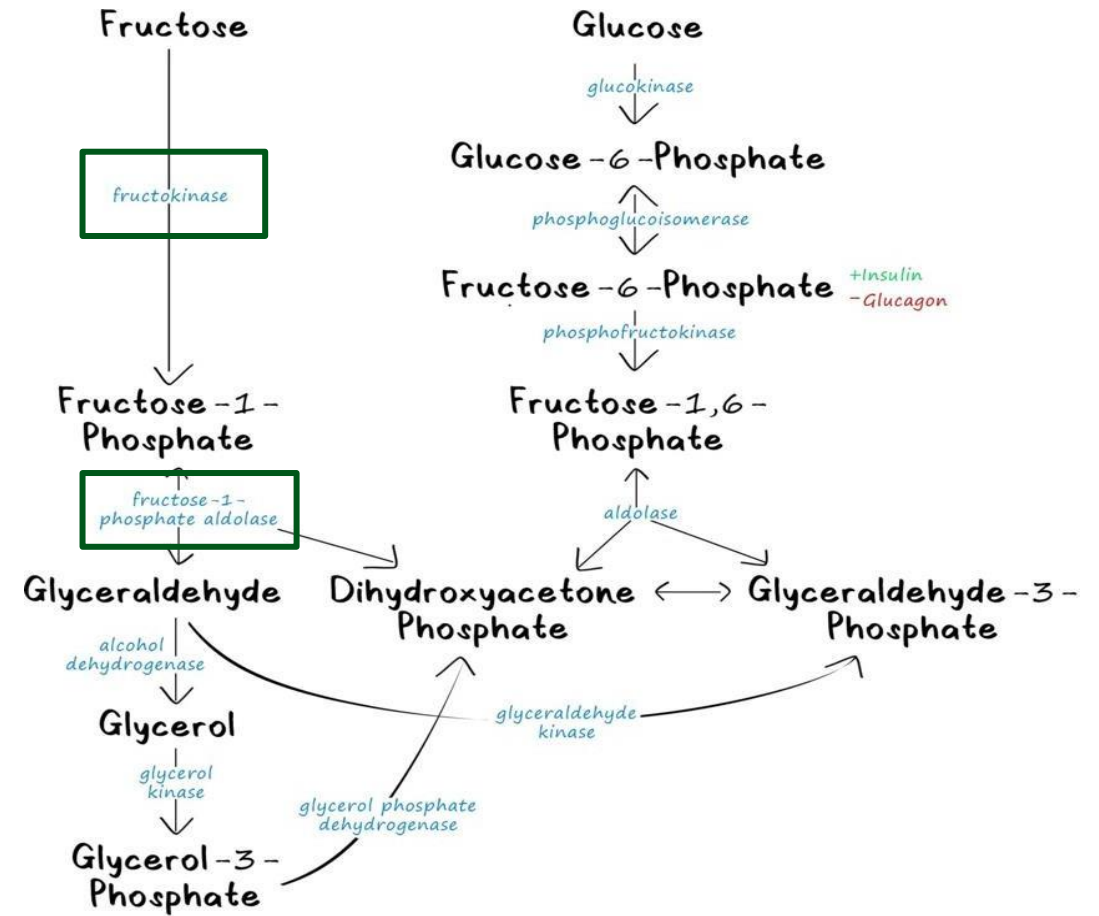 Fructose
Glucose
glucokinase
Glucose-6-Phosphate
fructokinase
phosphoglucoisomerase
Fructose-6-Phosphate
+Insulin
-Glucagon
phosphofructokinase
Fructose-1-
Phosphate
Fructose-1,6-
Phosphate
fructose-1-
phosphate aldolase
aldolase
Glyceraldehyde
Dihydroxyacetone
Phosphate
Glyceraldehyde-3-
Phosphate
alcohol
dehydrogenase
Glycerol
glyceraldehyde
kinase
glycerol
kinase
glycerol phosphate
dehydrogenase
Glycerol-3-
Phosphate